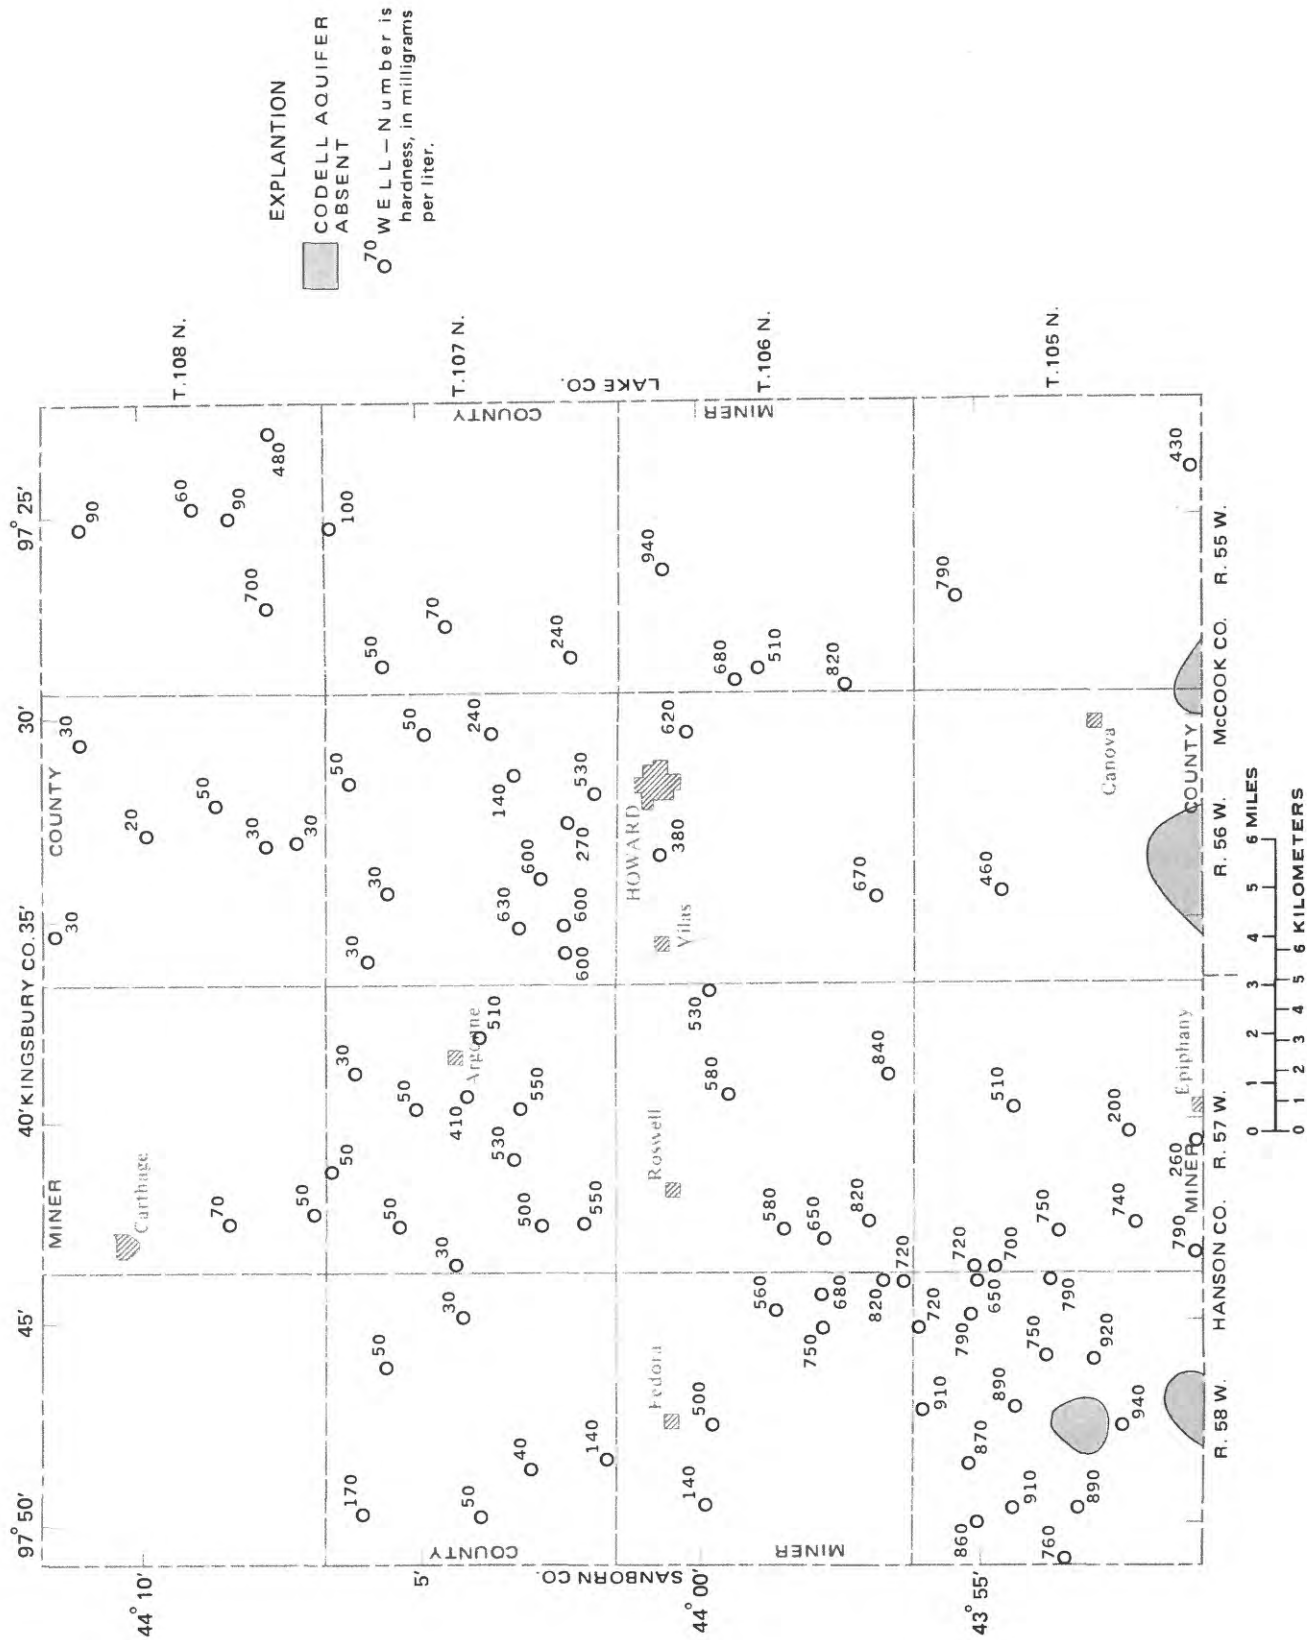 EXPLANTION
CODELL AQUIFER
ABSENT
70 WELL—Number is
hardness, in milligrams
per liter.
97° 50'
45'
40'
35'
30'
97° 25'
KINGSBURY CO.
MINER
COUNTY
44° 10'
5'
44° 00'
43° 55'
SANBORN CO.
COUNTY
MINER
LAKE CO.
COUNTY
MINER
T.108 N.
T.107 N.
T.106 N.
T.105 N.
Carthage
30
30
90
20
60
50
90
70
700
480
30
30
50
50
100
170
50
50
30
50
50
30
30
50
50
70
30
30
410
Argonne
510
50
240
50
530
630
140
40
500
550
600
240
140
550
600
600
270
530
Fedora
Roswell
Vilas
HOWARD
380
940
140
500
530
620
580
680
510
560
580
750
680
650
820
820
720
840
670
820
910
720
720
790
870
790
650
700
460
860
890
510
910
750
790
750
760
890
920
Canova
940
740
200
790
260
Epiphany
430
MINER
COUNTY
HANSON CO.
McCOOK CO.
R. 58 W.
R. 57 W.
R. 56 W.
R. 55 W.
0 1 2 3 4 5 6 MILES
0 1 2 3 4 5 6 KILOMETERS